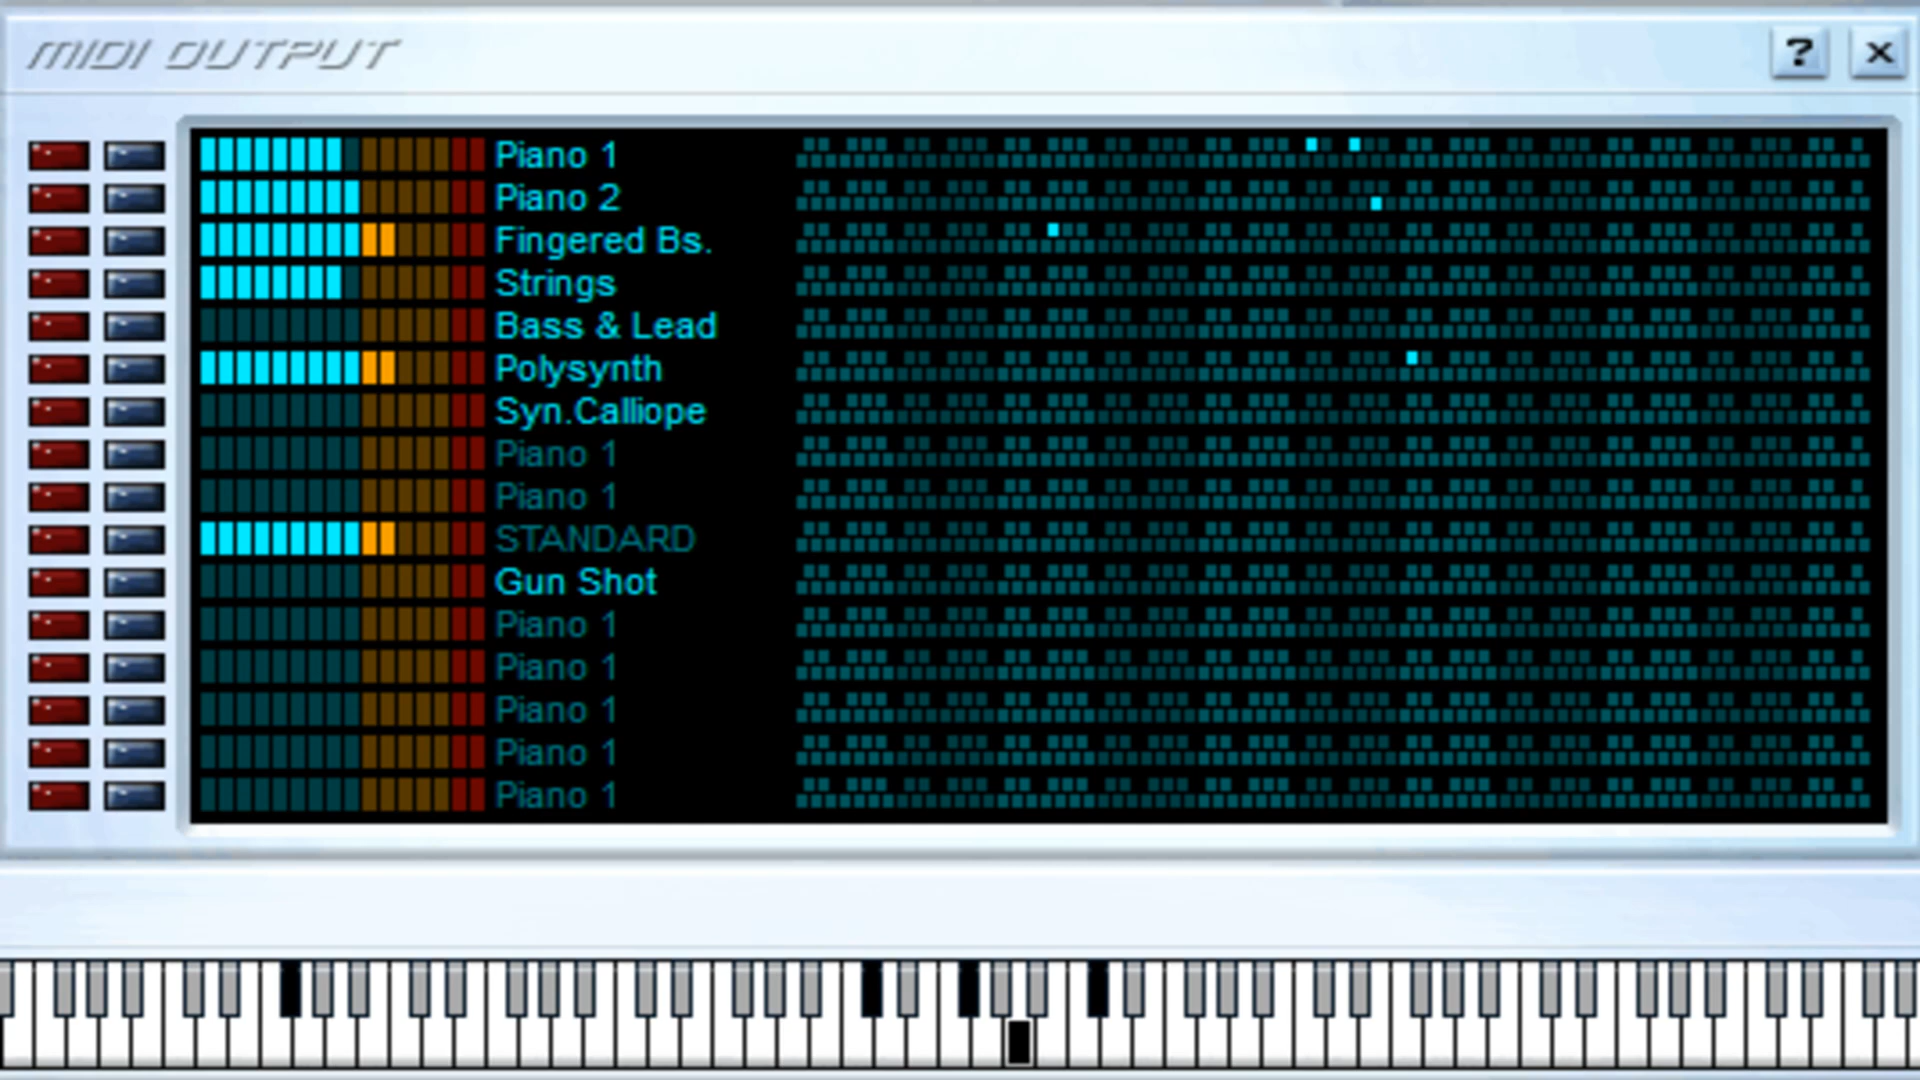 MIDI OUTPUT
? X
Piano 1
Piano 2
Fingered Bs.
Strings
Bass & Lead
Polysynth
Syn.Calliope
Piano 1
Piano 1
STANDARD
Gun Shot
Piano 1
Piano 1
Piano 1
Piano 1
Piano 1